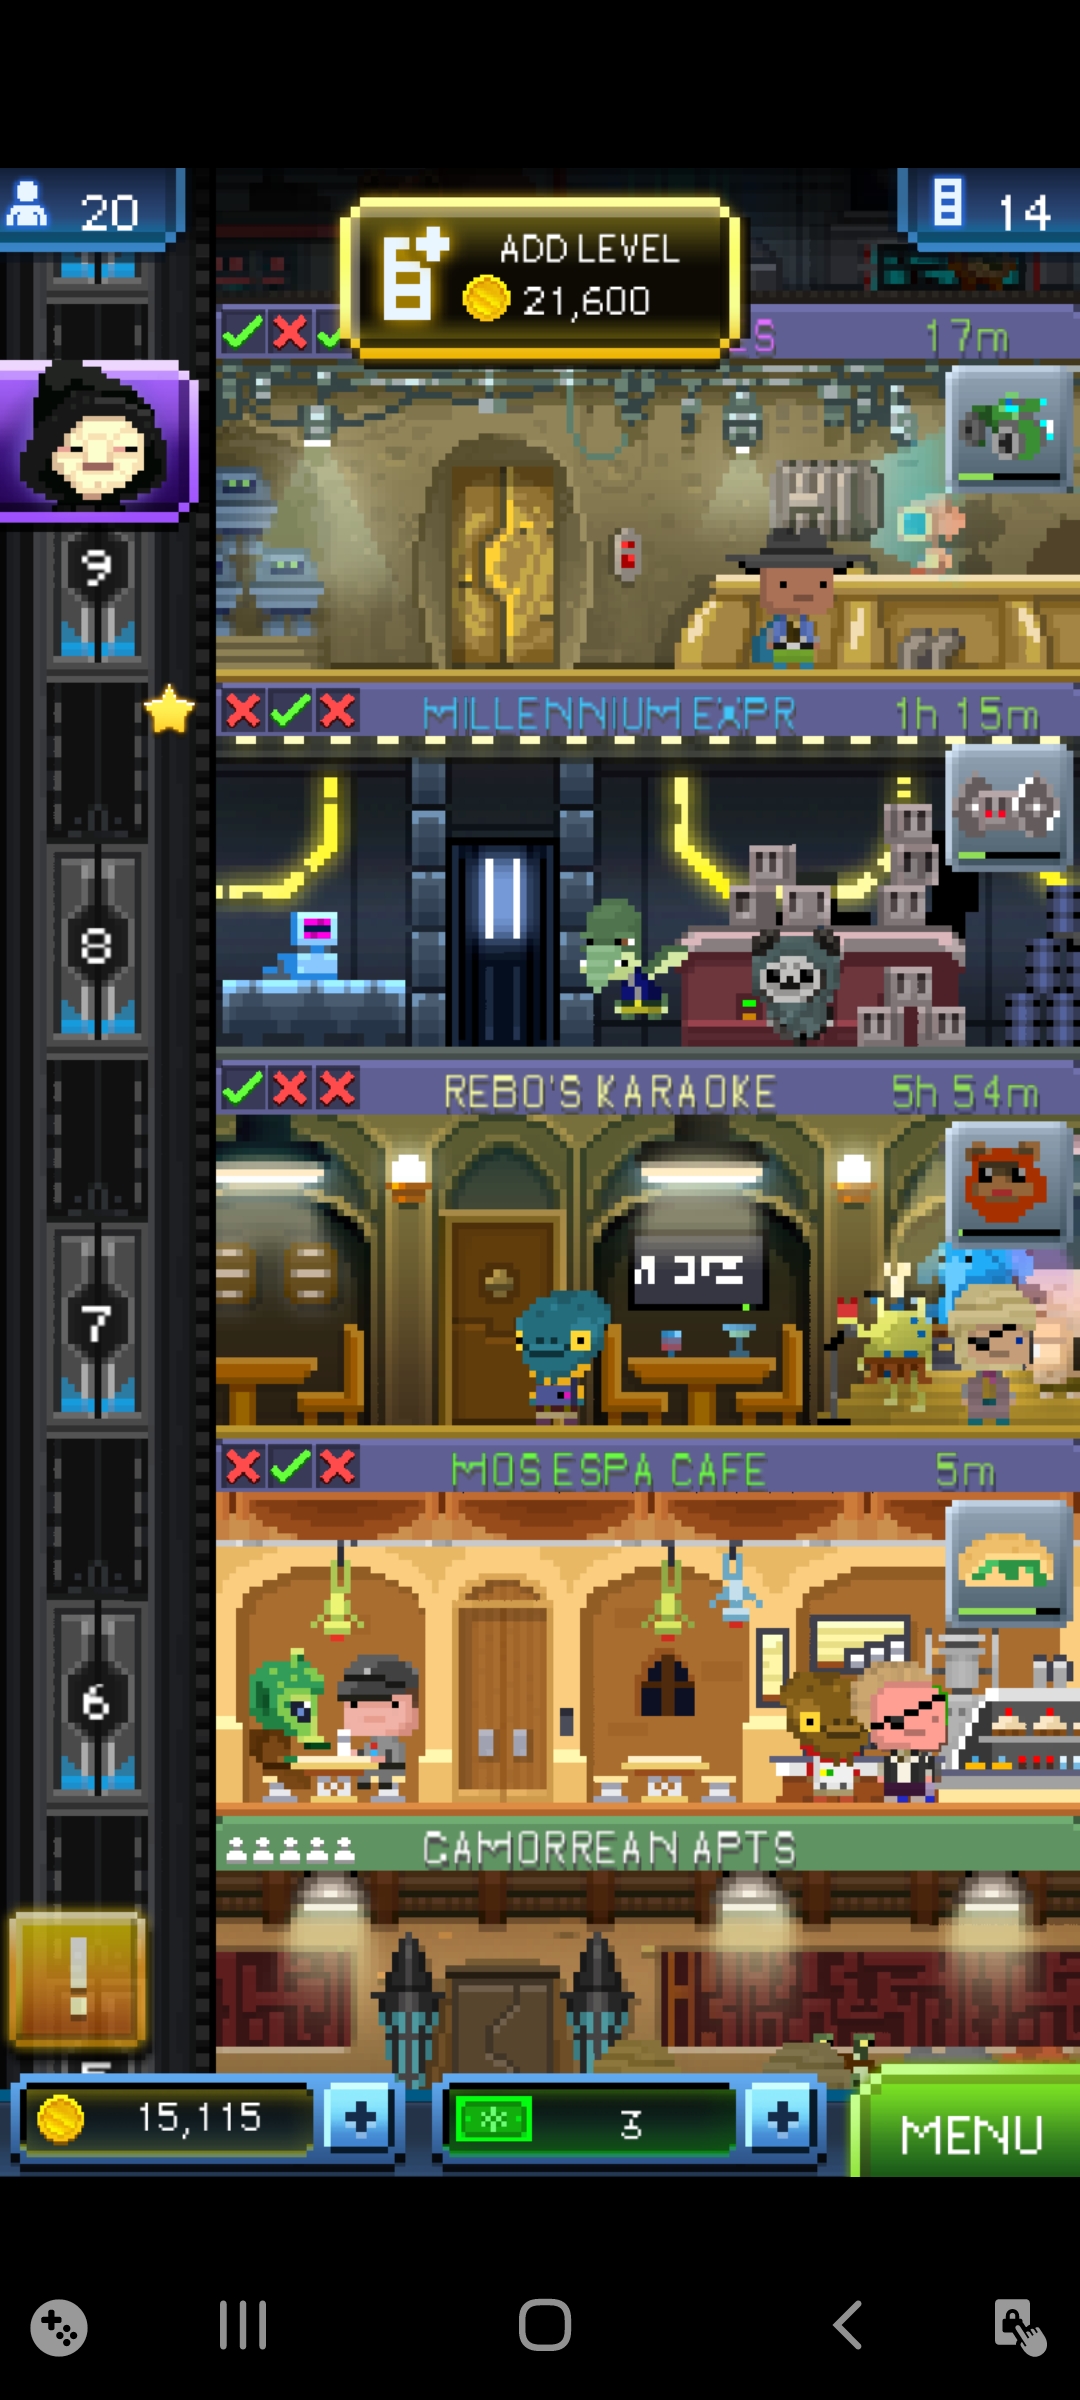 20
14
ADD LEVEL
21,600
S 17m
9
MILLENNIUM EXPR 1h 15m
8
REBO'S KARAOKE 5h 54m
7
MOS ESPA CAFE 5m
6
CAMORREAN APTS
!
15,115
3
MENU